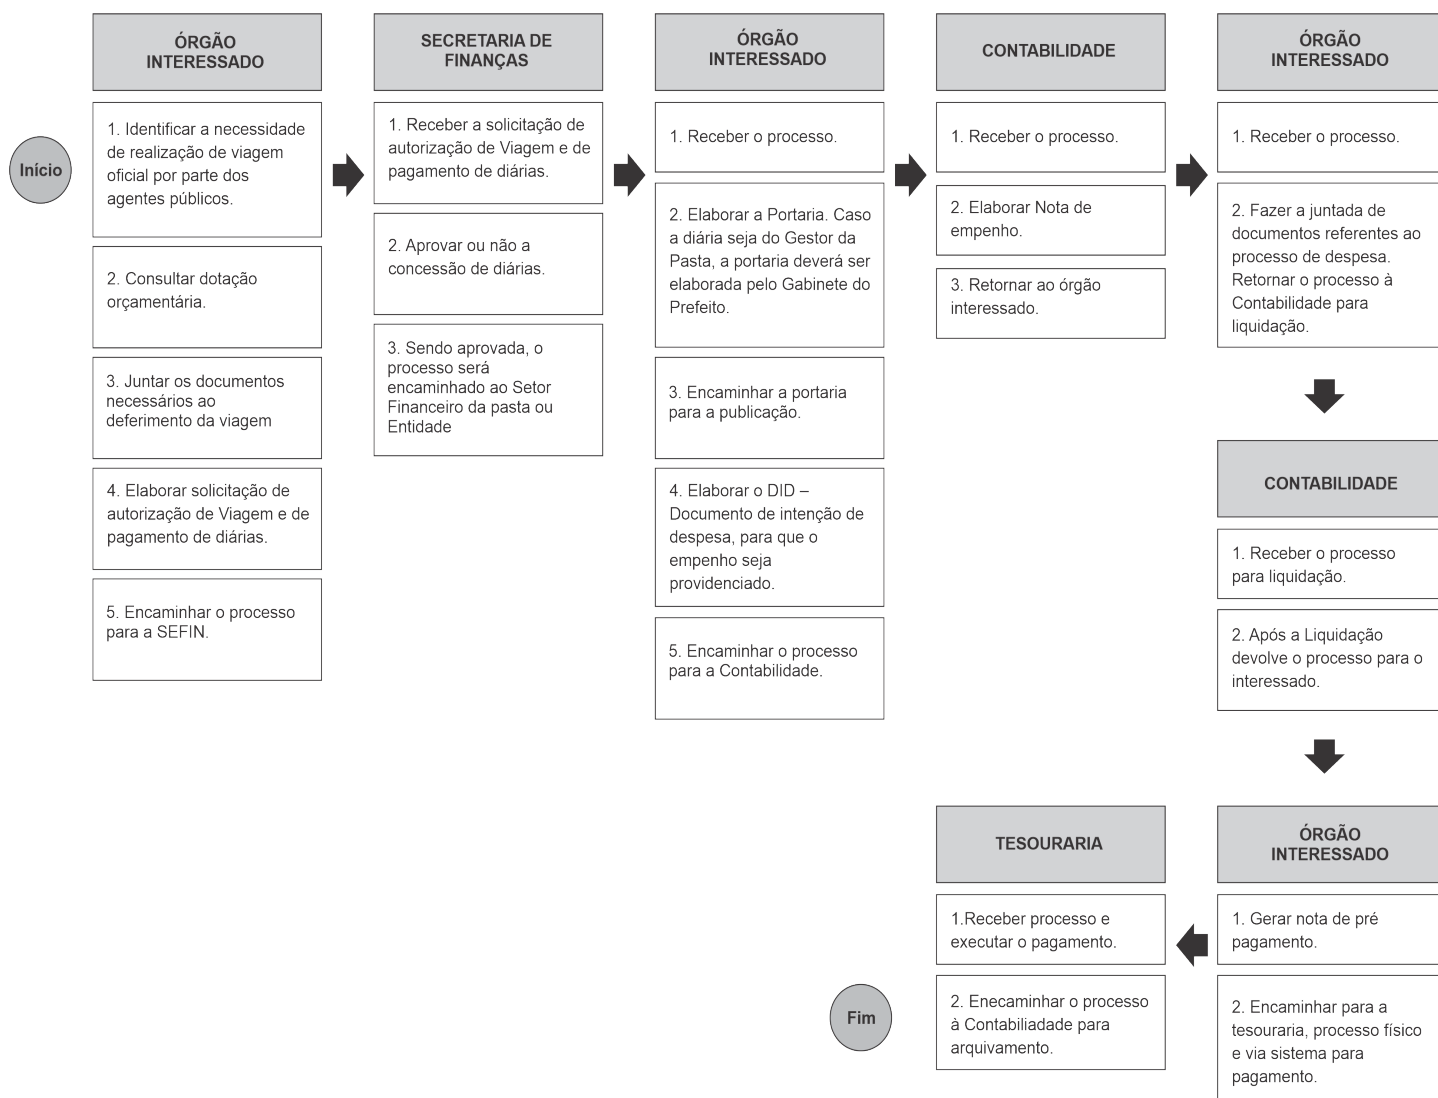 Início
ÓRGÃO
INTERESSADO
1. Identificar a necessidade
de realização de viagem
oficial por parte dos
agentes públicos.
2. Consultar dotação
orçamentária.
3. Juntar os documentos
necessários ao
deferimento da viagem
4. Elaborar solicitação de
autorização de Viagem e de
pagamento de diárias.
5. Encaminhar o processo
para a SEFIN.
SECRETARIA DE
FINANÇAS
1. Receber a solicitação de
autorização de Viagem e de
pagamento de diárias.
2. Aprovar ou não a
concessão de diárias.
3. Sendo aprovada, o
processo será
encaminhado ao Setor
Financeiro da pasta ou
Entidade
ÓRGÃO
INTERESSADO
1. Receber o processo.
2. Elaborar a Portaria. Caso
a diária seja do Gestor da
Pasta, a portaria deverá ser
elaborada pelo Gabinete do
Prefeito.
3. Encaminhar a portaria
para a publicação.
4. Elaborar o DID –
Documento de intenção de
despesa, para que o
empenho seja
providenciado.
5. Encaminhar o processo
para a Contabilidade.
CONTABILIDADE
1. Receber o processo.
2. Elaborar Nota de
empenho.
3. Retornar ao órgão
interessado.
ÓRGÃO
INTERESSADO
1. Receber o processo.
2. Fazer a juntada de
documentos referentes ao
processo de despesa.
Retornar o processo à
Contabilidade para
liquidação.
CONTABILIDADE
1. Receber o processo
para liquidação.
2. Após a Liquidação
devolve o processo para o
interessado.
ÓRGÃO
INTERESSADO
1. Gerar nota de pré
pagamento.
2. Encaminhar para a
tesouraria, processo físico
e via sistema para
pagamento.
TESOURARIA
1.Receber processo e
executar o pagamento.
2. Enecaminhar o processo
à Contabiliadade para
arquivamento.
Fim